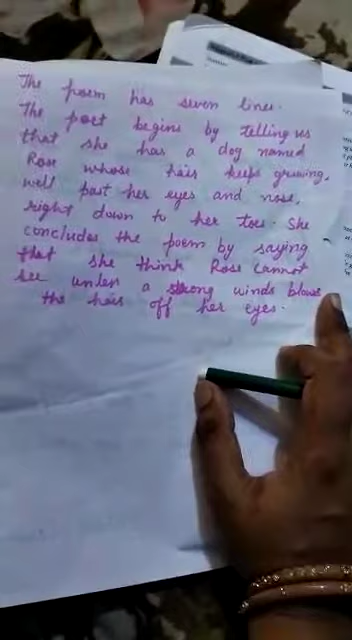 The poem has seven lines.
The poet begins by telling us
that she has a dog named
Rose whose hair keeps growing,
well past her eyes and nose,
right down to her toes. She
concludes the poem by saying
that she think Rose cannot
see unless a strong winds blows
the hair off her eyes.